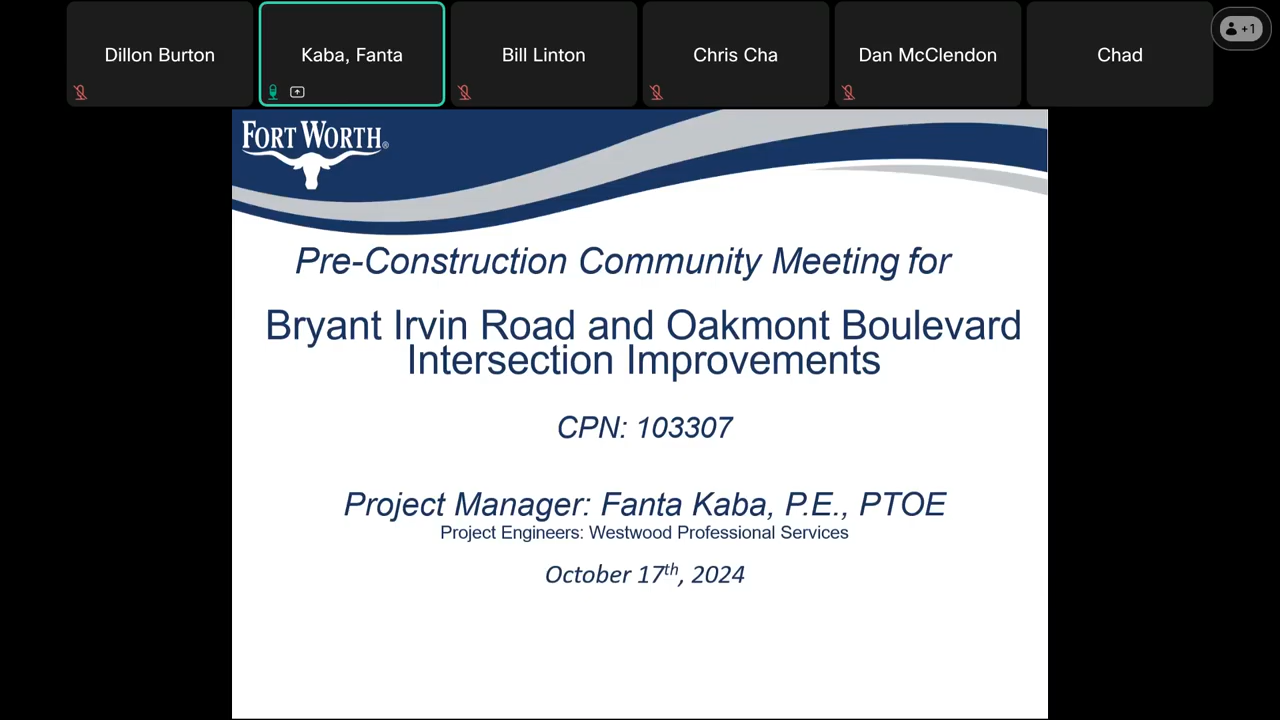 Dillon Burton
Kaba, Fanta
Bill Linton
Chris Cha
Dan McClendon
Chad
+1
FORT WORTH®
Pre-Construction Community Meeting for
Bryant Irvin Road and Oakmont Boulevard
Intersection Improvements
CPN: 103307
Project Manager: Fanta Kaba, P.E., PTOE
Project Engineers: Westwood Professional Services
October 17th, 2024